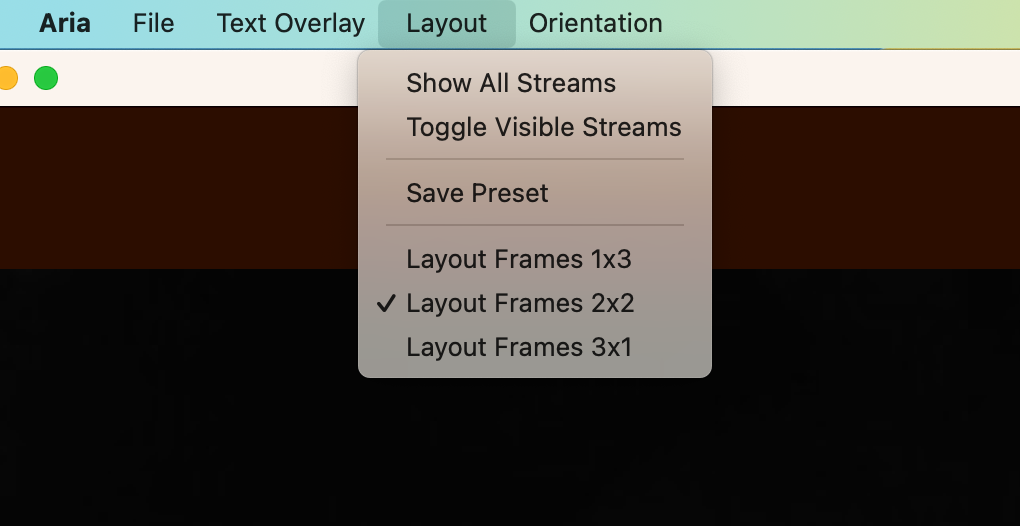 Aria File Text Overlay Layout Orientation
Show All Streams
Toggle Visible Streams
Save Preset
Layout Frames 1x3
Layout Frames 2x2
Layout Frames 3x1